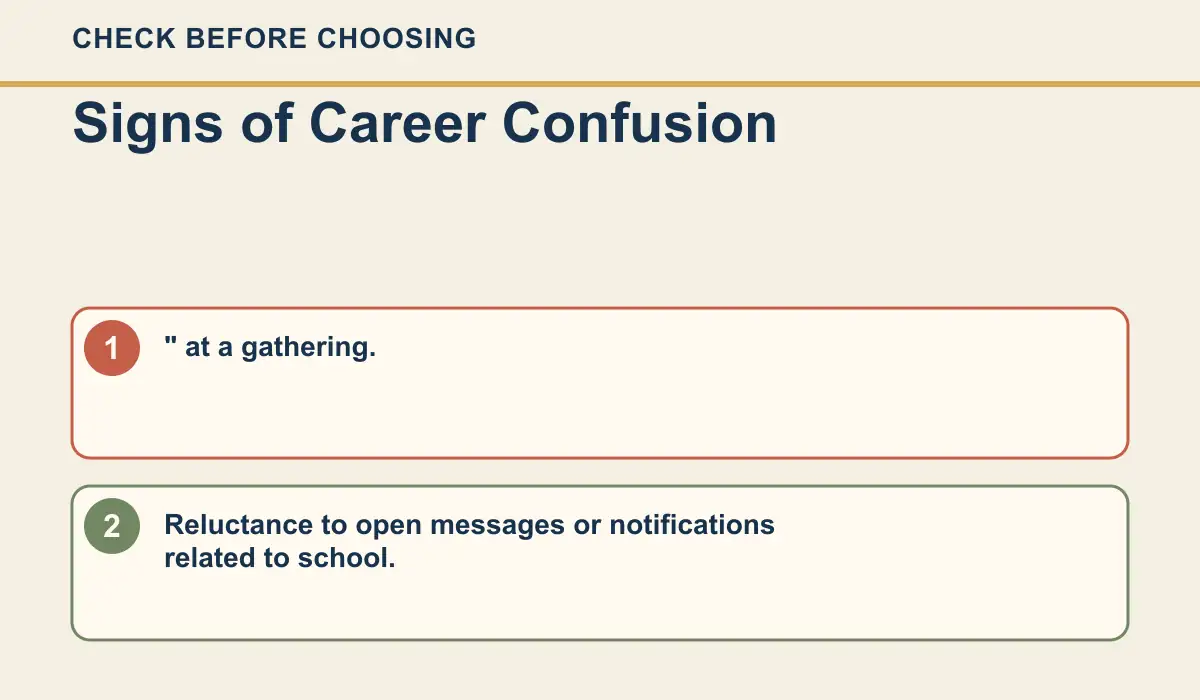 CHECK BEFORE CHOOSING
Signs of Career Confusion
1
" at a gathering.
2
Reluctance to open messages or notifications
related to school.